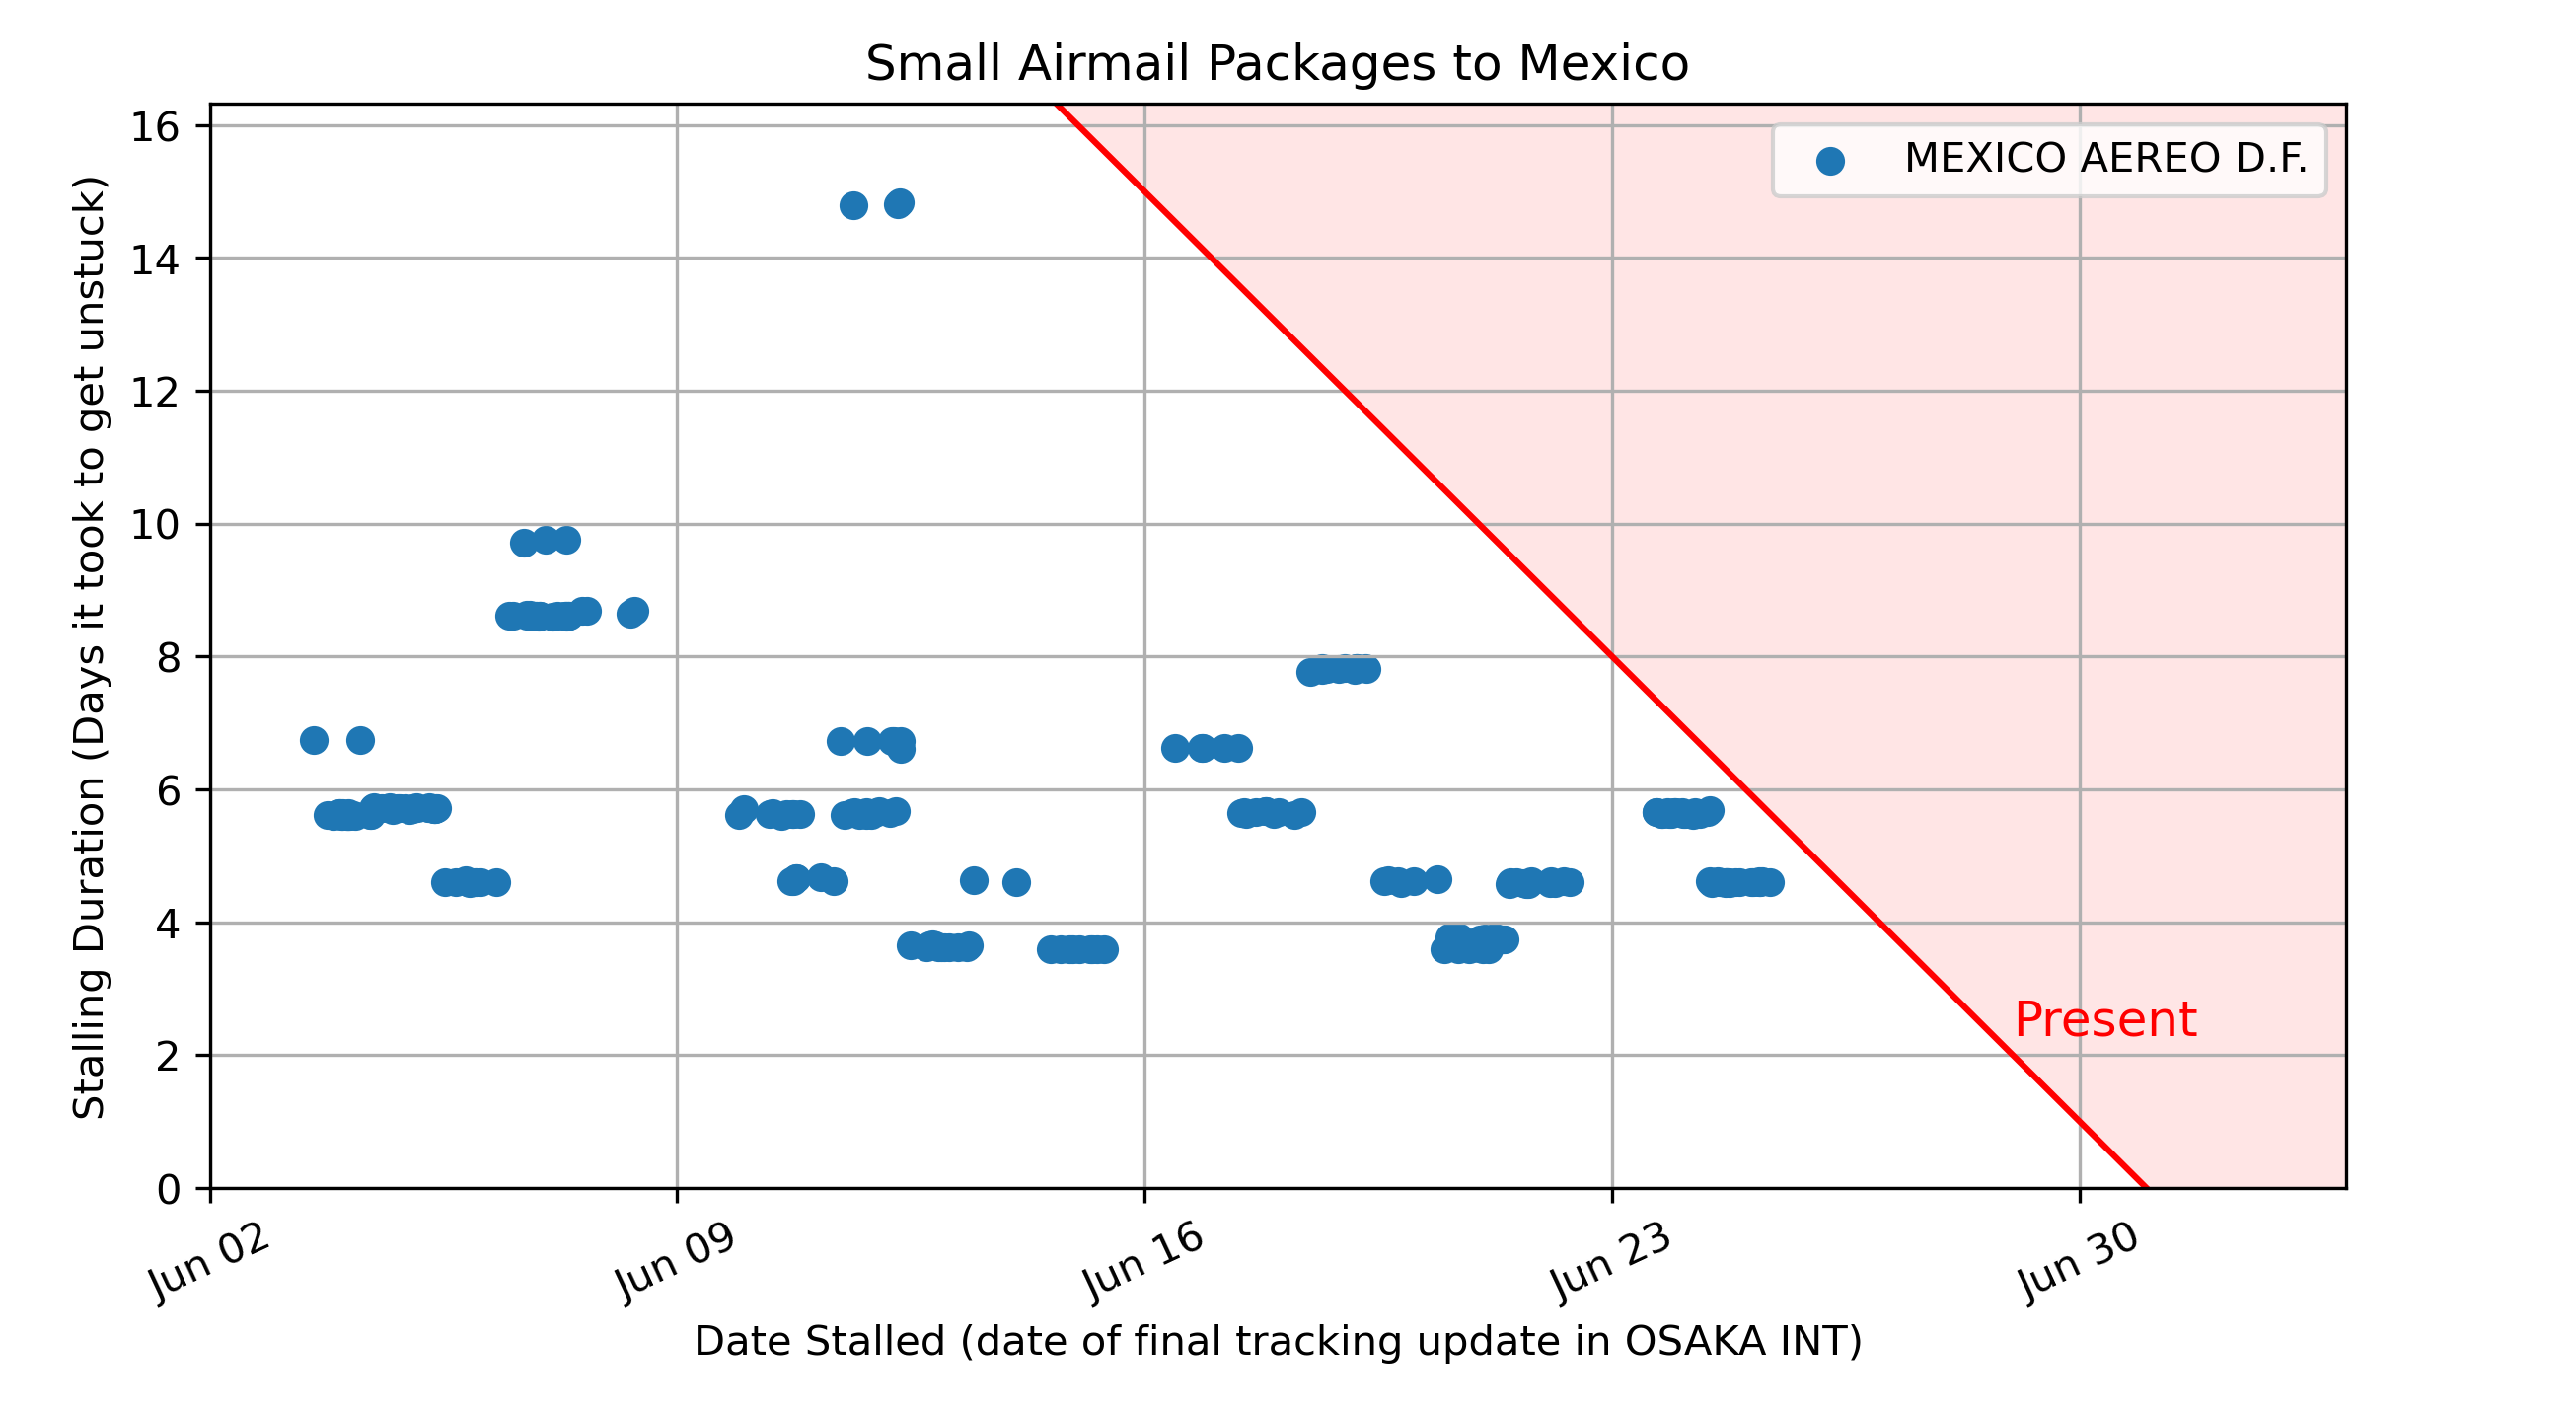 Small Airmail Packages to Mexico
MEXICO AEREO D.F.
Stalling Duration (Days it took to get unstuck)
16
14
12
10
8
6
4
2
0
Present
Jun 02
Jun 09
Jun 16
Jun 23
Jun 30
Date Stalled (date of final tracking update in OSAKA INT)